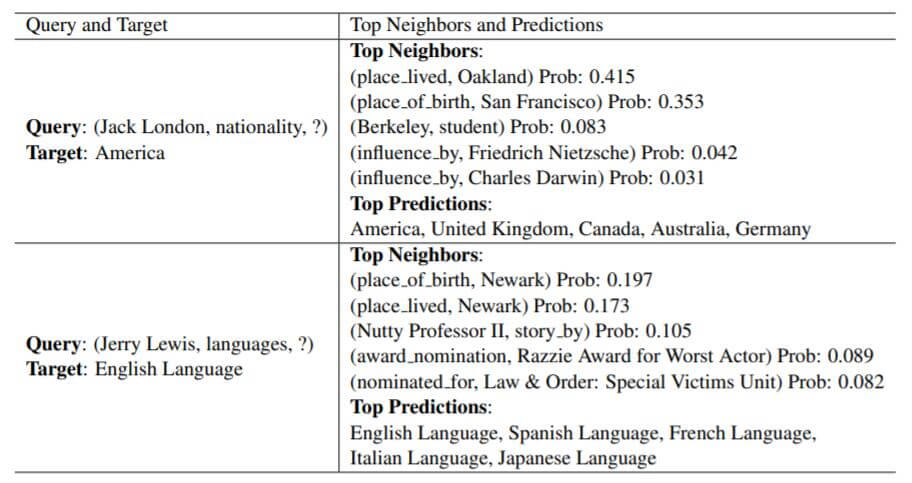 Query and Target
Top Neighbors and Predictions
Query: (Jack London, nationality, ?)
Target: America
Top Neighbors:
(place_lived, Oakland) Prob: 0.415
(place_of_birth, San Francisco) Prob: 0.353
(Berkeley, student) Prob: 0.083
(influence_by, Friedrich Nietzsche) Prob: 0.042
(influence_by, Charles Darwin) Prob: 0.031
Top Predictions:
America, United Kingdom, Canada, Australia, Germany
Query: (Jerry Lewis, languages, ?)
Target: English Language
Top Neighbors:
(place_of_birth, Newark) Prob: 0.197
(place_lived, Newark) Prob: 0.173
(Nutty Professor II, story_by) Prob: 0.105
(award_nomination, Razzie Award for Worst Actor) Prob: 0.089
(nominated_for, Law & Order: Special Victims Unit) Prob: 0.082
Top Predictions:
English Language, Spanish Language, French Language,
Italian Language, Japanese Language